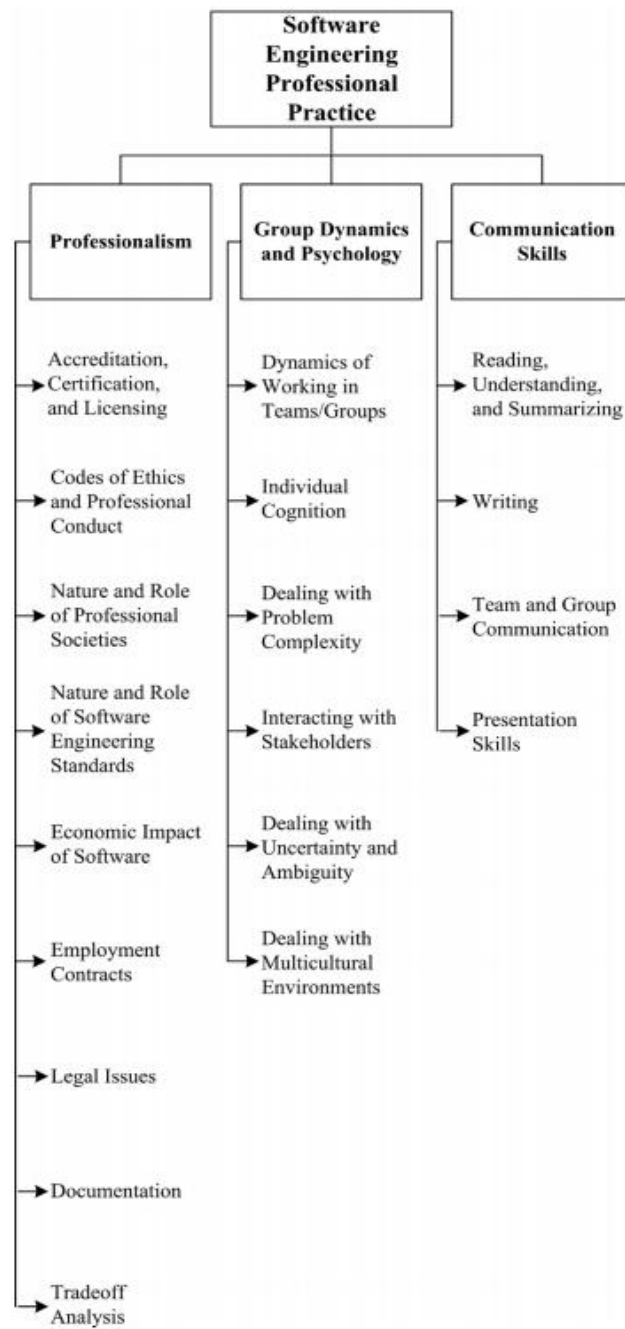 Software
Engineering
Professional
Practice
Professionalism
Group Dynamics
and Psychology
Communication
Skills
Accreditation,
Certification,
and Licensing
Codes of Ethics
and Professional
Conduct
Nature and Role
of Professional
Societies
Nature and Role
of Software
Engineering
Standards
Economic Impact
of Software
Employment
Contracts
Legal Issues
Documentation
Tradeoff
Analysis
Dynamics of
Working in
Teams/Groups
Individual
Cognition
Dealing with
Problem
Complexity
Interacting with
Stakeholders
Dealing with
Uncertainty and
Ambiguity
Dealing with
Multicultural
Environments
Reading,
Understanding,
and Summarizing
Writing
Team and Group
Communication
Presentation
Skills